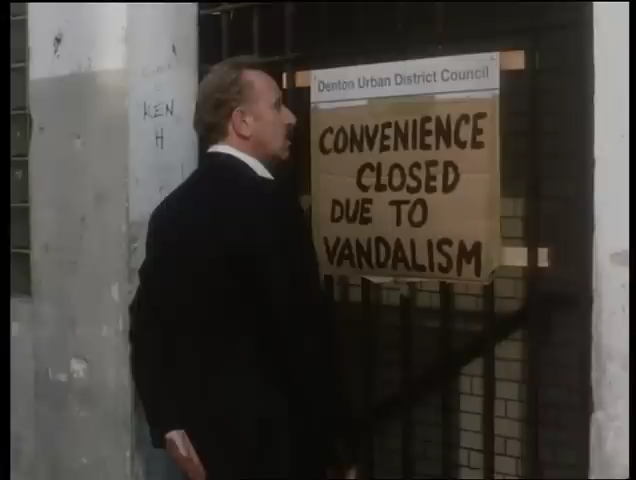 KEN
H
Denton Urban District Council
CONVENIENCE
CLOSED
DUE TO
VANDALISM